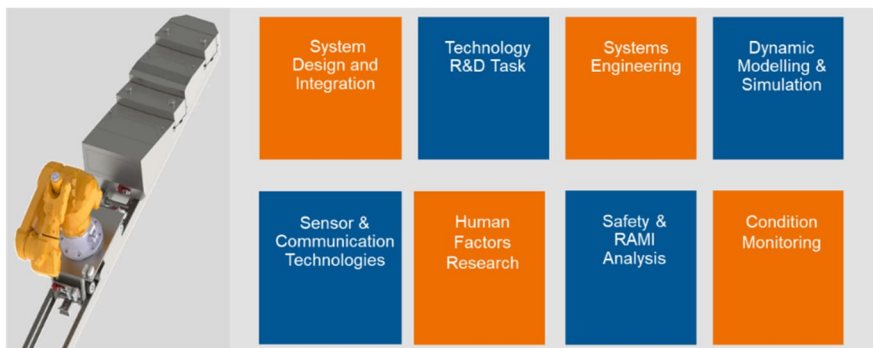 System
Design and
Integration
Technology
R&D Task
Systems
Engineering
Dynamic
Modelling &
Simulation
Sensor &
Communication
Technologies
Human
Factors
Research
Safety &
RAMI
Analysis
Condition
Monitoring